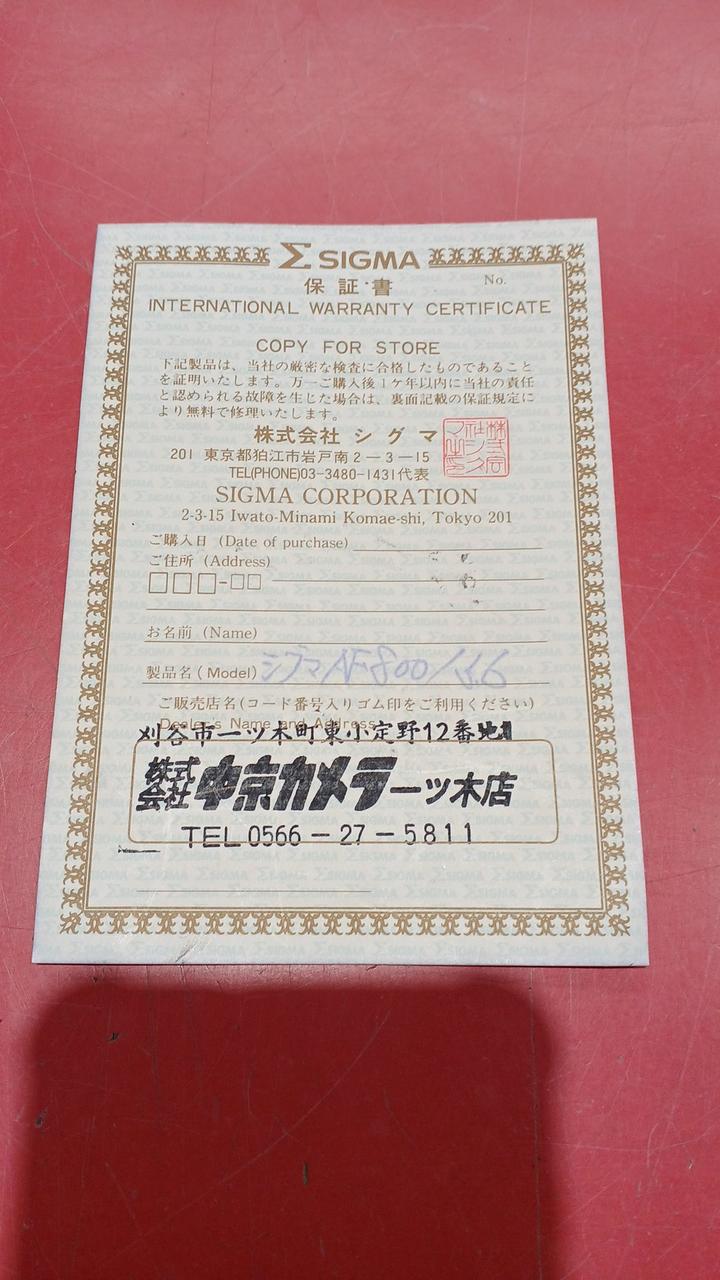 Σ SIGMA
保証書
No.
INTERNATIONAL WARRANTY CERTIFICATE
COPY FOR STORE
下記製品は、当社の厳密な検査に合格したものであること
を証明いたします。万一ご購入後1ケ年以内に当社の責任
と認められる故障を生じた場合は、裏面記載の保証規定に
より無料で修理いたします。
株式会社 シグマ
201 東京都狛江市岩戸南2-3-15
TEL(PHONE)03-3480-1431代表
SIGMA CORPORATION
2-3-15 Iwato-Minami Komae-shi, Tokyo 201
ご購入日 (Date of purchase)
ご住所 (Address)
□□□-□□
お名前 (Name)
製品名 (Model) シグマ AF800/5.6
ご販売店名(コード番号入りゴム印をご利用ください)
Dealer's Name and Address
刈谷市一ツ木町東小定野12番地1
株式会社 中京カメラ 一ツ木店
TEL 0566-27-5811